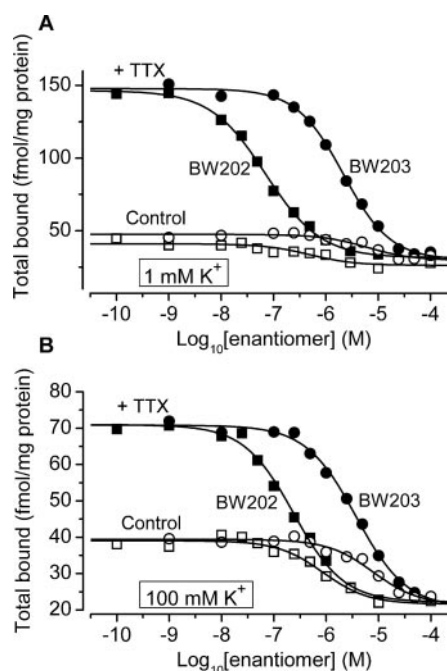 A
Total bound (fmol/mg protein)
150
100
50
+ TTX
BW203
BW202
Control
1 mM K⁺
-10 -9 -8 -7 -6 -5 -4
Log₁₀[enantiomer] (M)
B
Total bound (fmol/mg protein)
80
70
60
50
40
30
20
+ TTX
BW202
BW203
Control
100 mM K⁺
-10 -9 -8 -7 -6 -5 -4
Log₁₀[enantiomer] (M)